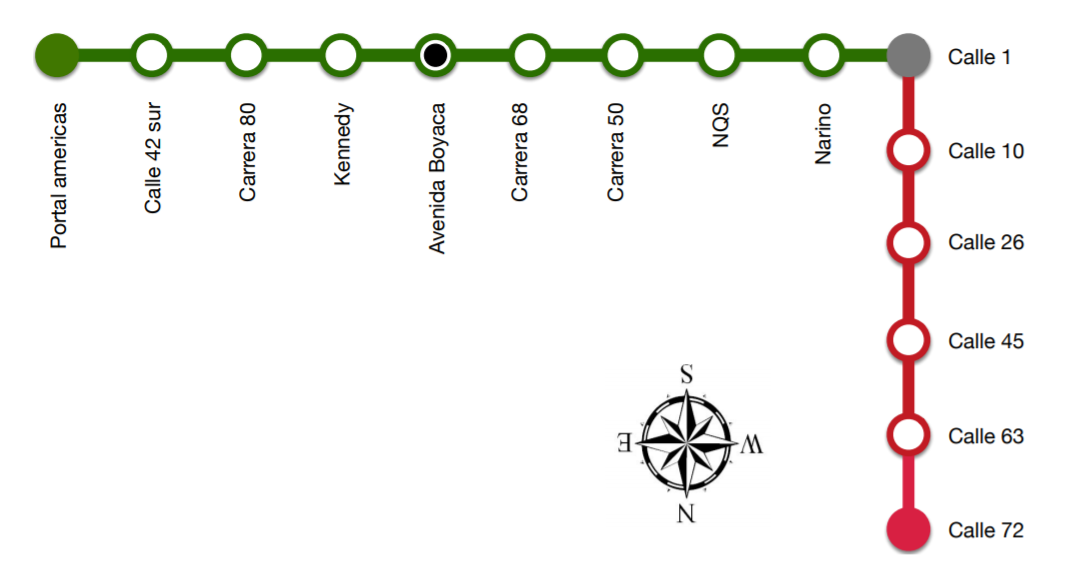 Portal americas
Calle 42 sur
Carrera 80
Kennedy
Avenida Boyaca
Carrera 68
Carrera 50
NQS
Narino
Calle 1
Calle 10
Calle 26
Calle 45
Calle 63
Calle 72
S
E
W
N